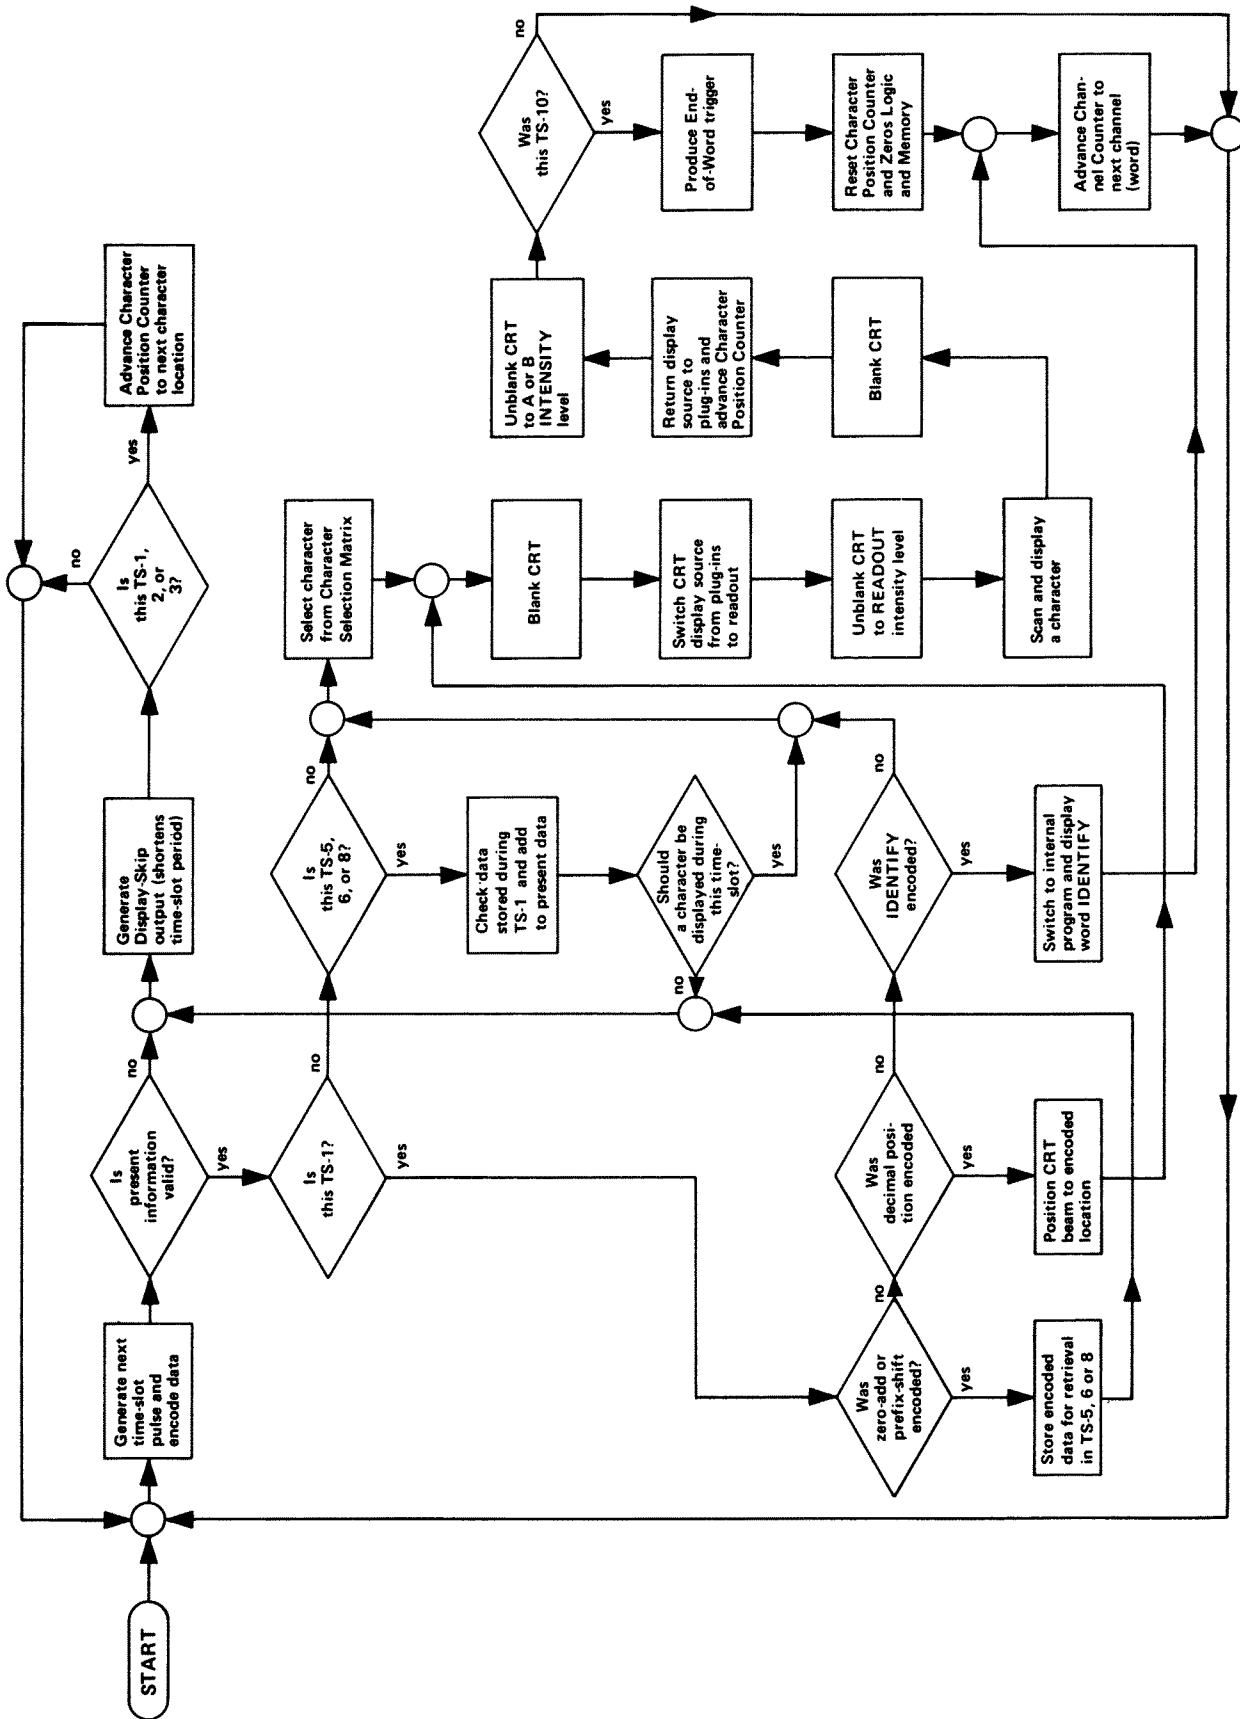 START
Generate next
time-slot
pulse and
encode data
Is
present
information
valid?
no
yes
Generate
Display-Skip
output (shortens
time-slot period)
Is
this TS-1,
2, or
3?
no
yes
Advance Character
Position Counter
to next character
location
Is
this TS-1?
no
yes
Is
this TS-5,
6, or 8?
no
yes
Select character
from Character
Selection Matrix
Check data
stored during
TS-1 and add
to present data
Should
a character be
displayed during
this time-
slot?
no
yes
Was
zero-add or
prefix-shift
encoded?
no
yes
Store encoded
data for retrieval
in TS-5, 6 or 8
Was
decimal posi-
tion encoded
no
yes
Position CRT
beam to encoded
location
Was
IDENTIFY
encoded?
no
yes
Switch to internal
program and display
word IDENTIFY
Blank CRT
Switch CRT
display source
from plug-ins
to readout
Unblank CRT
to READOUT
intensity level
Scan and display
a character
Blank CRT
Return display
source to
plug-ins and
advance Character
Position Counter
Unblank CRT
to A or B
INTENSITY
level
Was
this TS-10?
no
yes
Produce End-
of-Word trigger
Reset Character
Position Counter
and Zeros Logic
and Memory
Advance Chan-
nel Counter to
next channel
(word)